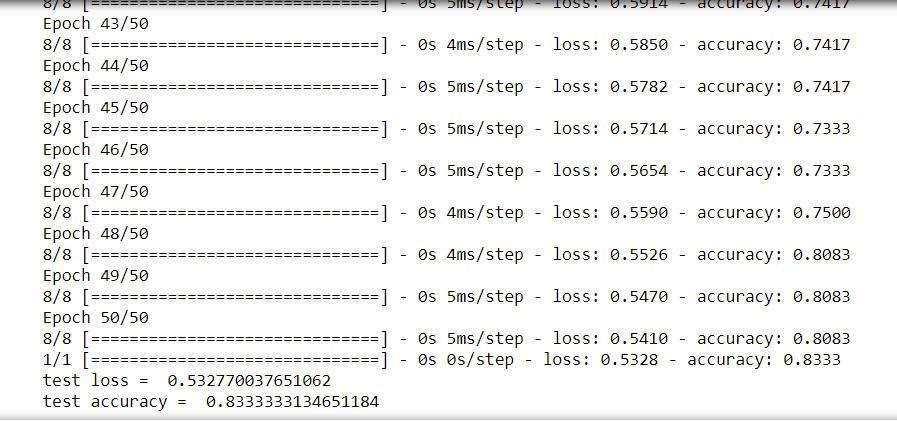 8/8 [==============================] - 0s 5ms/step - loss: 0.5914 - accuracy: 0.7417
Epoch 43/50
8/8 [==============================] - 0s 4ms/step - loss: 0.5850 - accuracy: 0.7417
Epoch 44/50
8/8 [==============================] - 0s 5ms/step - loss: 0.5782 - accuracy: 0.7417
Epoch 45/50
8/8 [==============================] - 0s 5ms/step - loss: 0.5714 - accuracy: 0.7333
Epoch 46/50
8/8 [==============================] - 0s 5ms/step - loss: 0.5654 - accuracy: 0.7333
Epoch 47/50
8/8 [==============================] - 0s 4ms/step - loss: 0.5590 - accuracy: 0.7500
Epoch 48/50
8/8 [==============================] - 0s 4ms/step - loss: 0.5526 - accuracy: 0.8083
Epoch 49/50
8/8 [==============================] - 0s 5ms/step - loss: 0.5470 - accuracy: 0.8083
Epoch 50/50
8/8 [==============================] - 0s 5ms/step - loss: 0.5410 - accuracy: 0.8083
1/1 [==============================] - 0s 0s/step - loss: 0.5328 - accuracy: 0.8333
test loss =  0.532770037651062
test accuracy =  0.8333333134651184